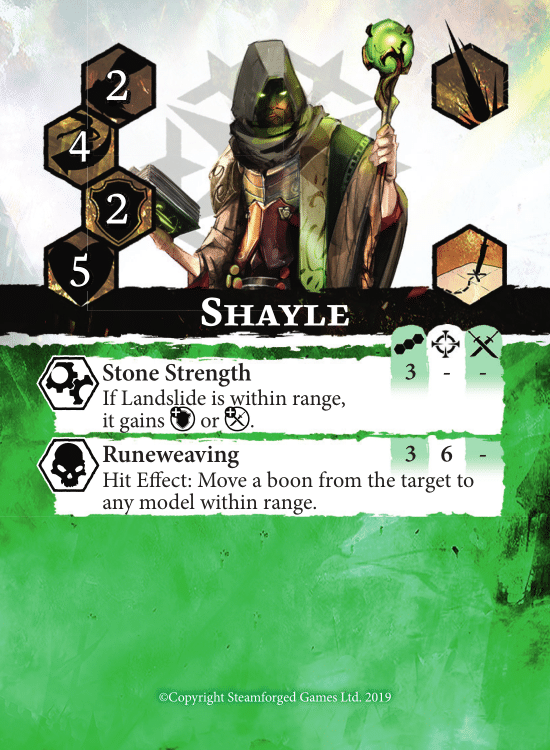 2
4
2
5
Shayle
Stone Strength 3 - -
If Landslide is within range,
it gains or .
Runeweaving 3 6 -
Hit Effect: Move a boon from the target to
any model within range.
©Copyright Steamforged Games Ltd. 2019